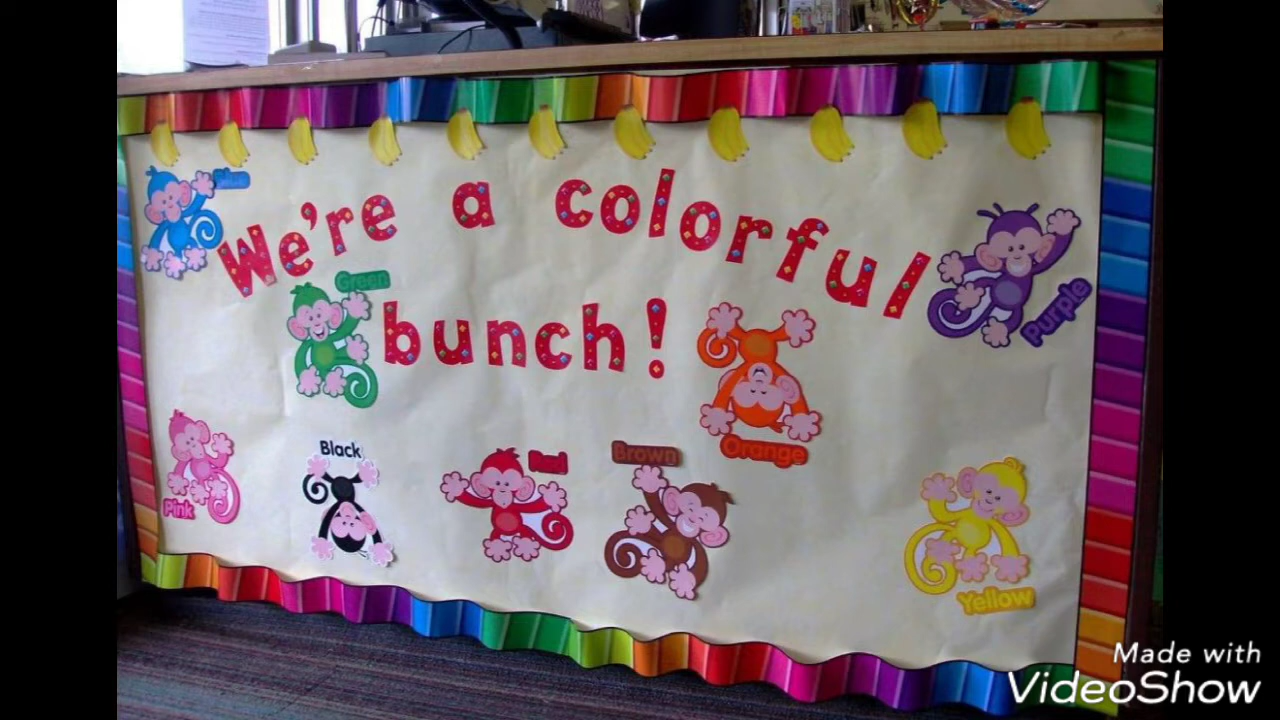 Blue
We're a colorful
Green
bunch!
Purple
Orange
Pink
Black
Red
Brown
Yellow
Made with
VideoShow